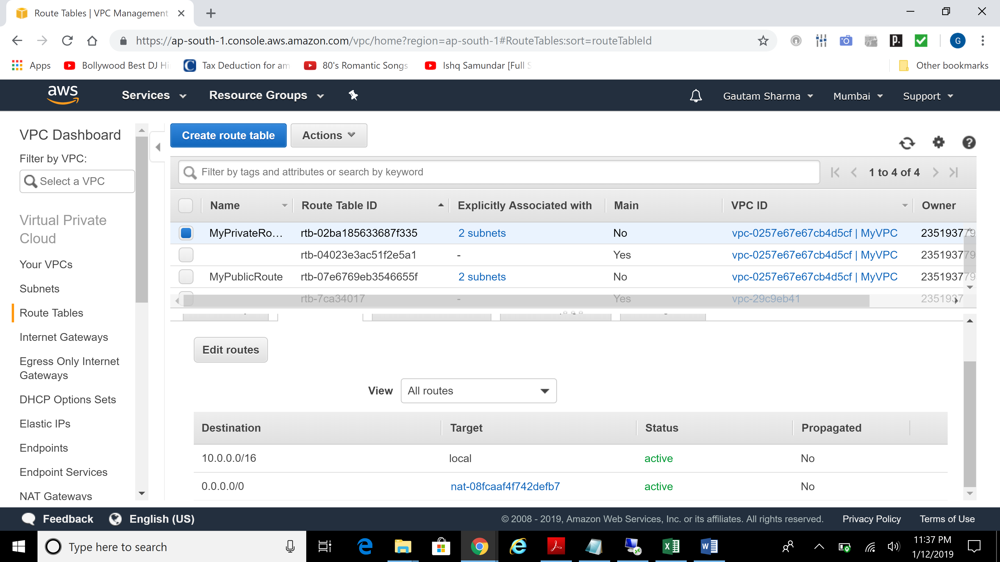 Route Tables | VPC Management
https://ap-south-1.console.aws.amazon.com/vpc/home?region=ap-south-1#RouteTables:sort=routeTableId
p.
G
Apps
Bollywood Best DJ Hi
Tax Deduction for am
80's Romantic Songs
Ishq Samundar [Full S
Other bookmarks
aws
Services
Resource Groups
Gautam Sharma
Mumbai
Support
VPC Dashboard
Filter by VPC:
Select a VPC
Virtual Private
Cloud
Your VPCs
Subnets
Route Tables
Internet Gateways
Egress Only Internet
Gateways
DHCP Options Sets
Elastic IPs
Endpoints
Endpoint Services
NAT Gateways
Create route table
Actions
Filter by tags and attributes or search by keyword
1 to 4 of 4
Name Route Table ID Explicitly Associated with Main VPC ID Owner
MyPrivateRo... rtb-02ba185633687f335 2 subnets No vpc-0257e67e67cb4d5cf | MyVPC 235193779
rtb-04023e3ac51f2e5a1 - Yes vpc-0257e67e67cb4d5cf | MyVPC 235193779
MyPublicRoute rtb-07e6769eb3546655f 2 subnets No vpc-0257e67e67cb4d5cf | MyVPC 235193779
rtb-7ca34017 - Yes vpc-29c9eb41 2351937
Edit routes
View All routes
Destination Target Status Propagated
10.0.0.0/16 local active No
0.0.0.0/0 nat-08fcaaf4f742defb7 active No
Feedback
English (US)
© 2008 - 2019, Amazon Web Services, Inc. or its affiliates. All rights reserved.
Privacy Policy
Terms of Use
Type here to search
11:37 PM
1/12/2019